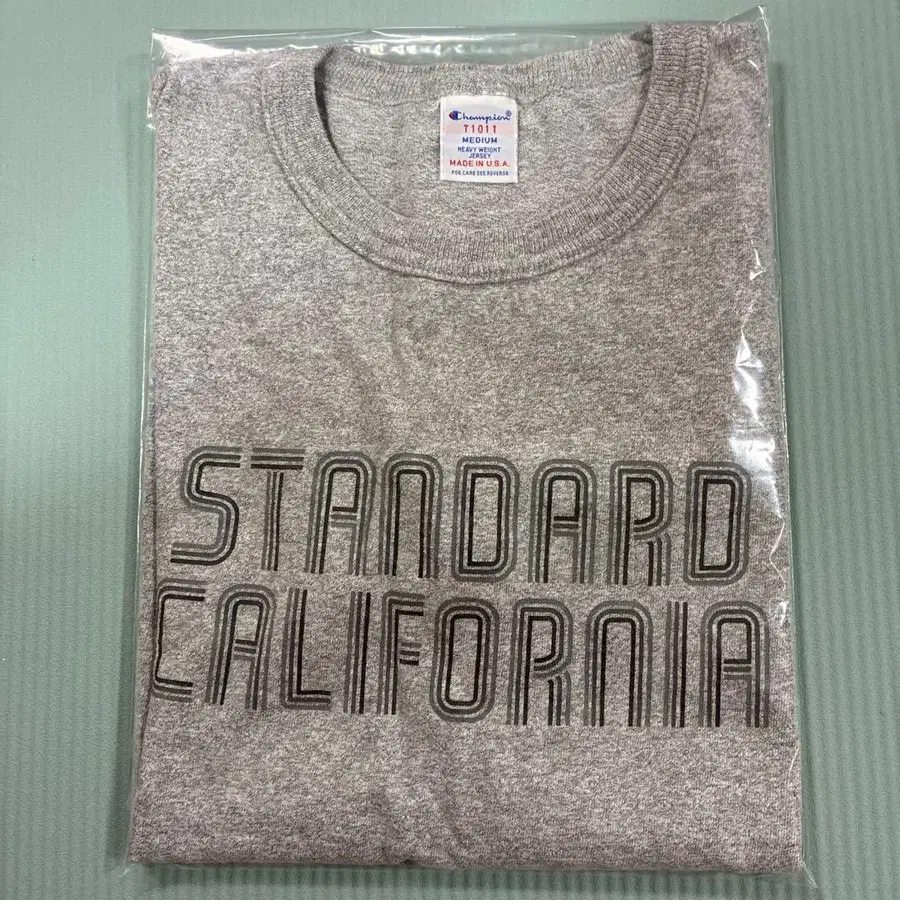 Champion®
T1011
MEDIUM
HEAVY WEIGHT
JERSEY
MADE IN U.S.A.
FOR CARE SEE REVERSE
STANDARD
CALIFORNIA